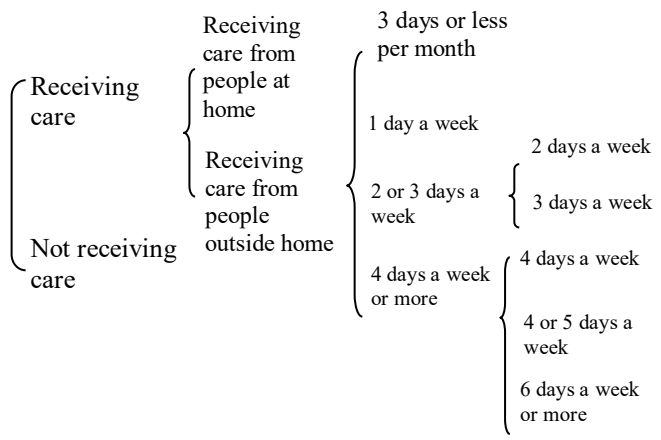 Receiving
care
Not receiving
care
Receiving
care from
people at
home
Receiving
care from
people
outside home
3 days or less
per month
1 day a week
2 or 3 days a
week
4 days a week
or more
2 days a week
3 days a week
4 days a week
4 or 5 days a
week
6 days a week
or more